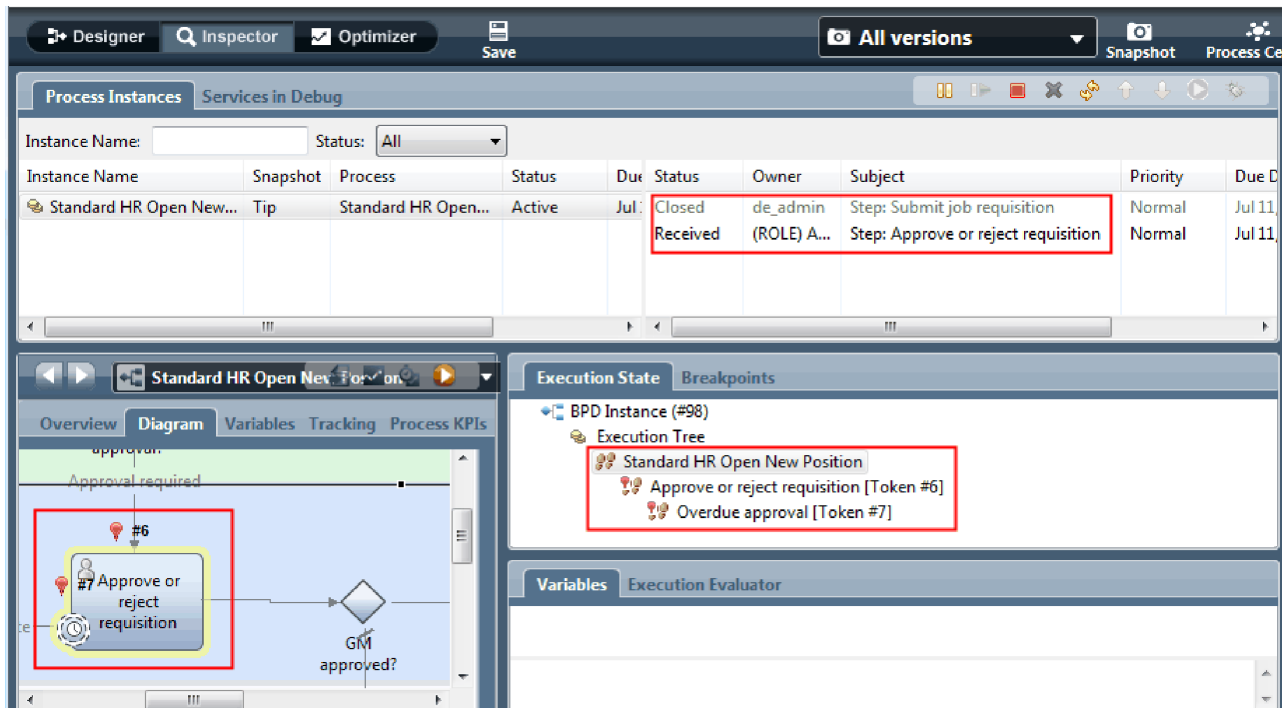 Designer Inspector Optimizer Save All versions Snapshot Process Ce
Process Instances Services in Debug
Instance Name: Status: All
Instance Name Snapshot Process Status Due Status Owner Subject Priority Due D
Standard HR Open New... Tip Standard HR Open... Active Jul Closed de_admin Step: Submit job requisition Normal Jul 11,
Received (ROLE) A... Step: Approve or reject requisition Normal Jul 11,
Standard HR Open New
Overview Diagram Variables Tracking Process KPIs
approval?
Approval required
#6
#7 Approve or
reject
requisition
GM
approved?
Execution State Breakpoints
BPD Instance (#98)
Execution Tree
Standard HR Open New Position
Approve or reject requisition [Token #6]
Overdue approval [Token #7]
Variables Execution Evaluator